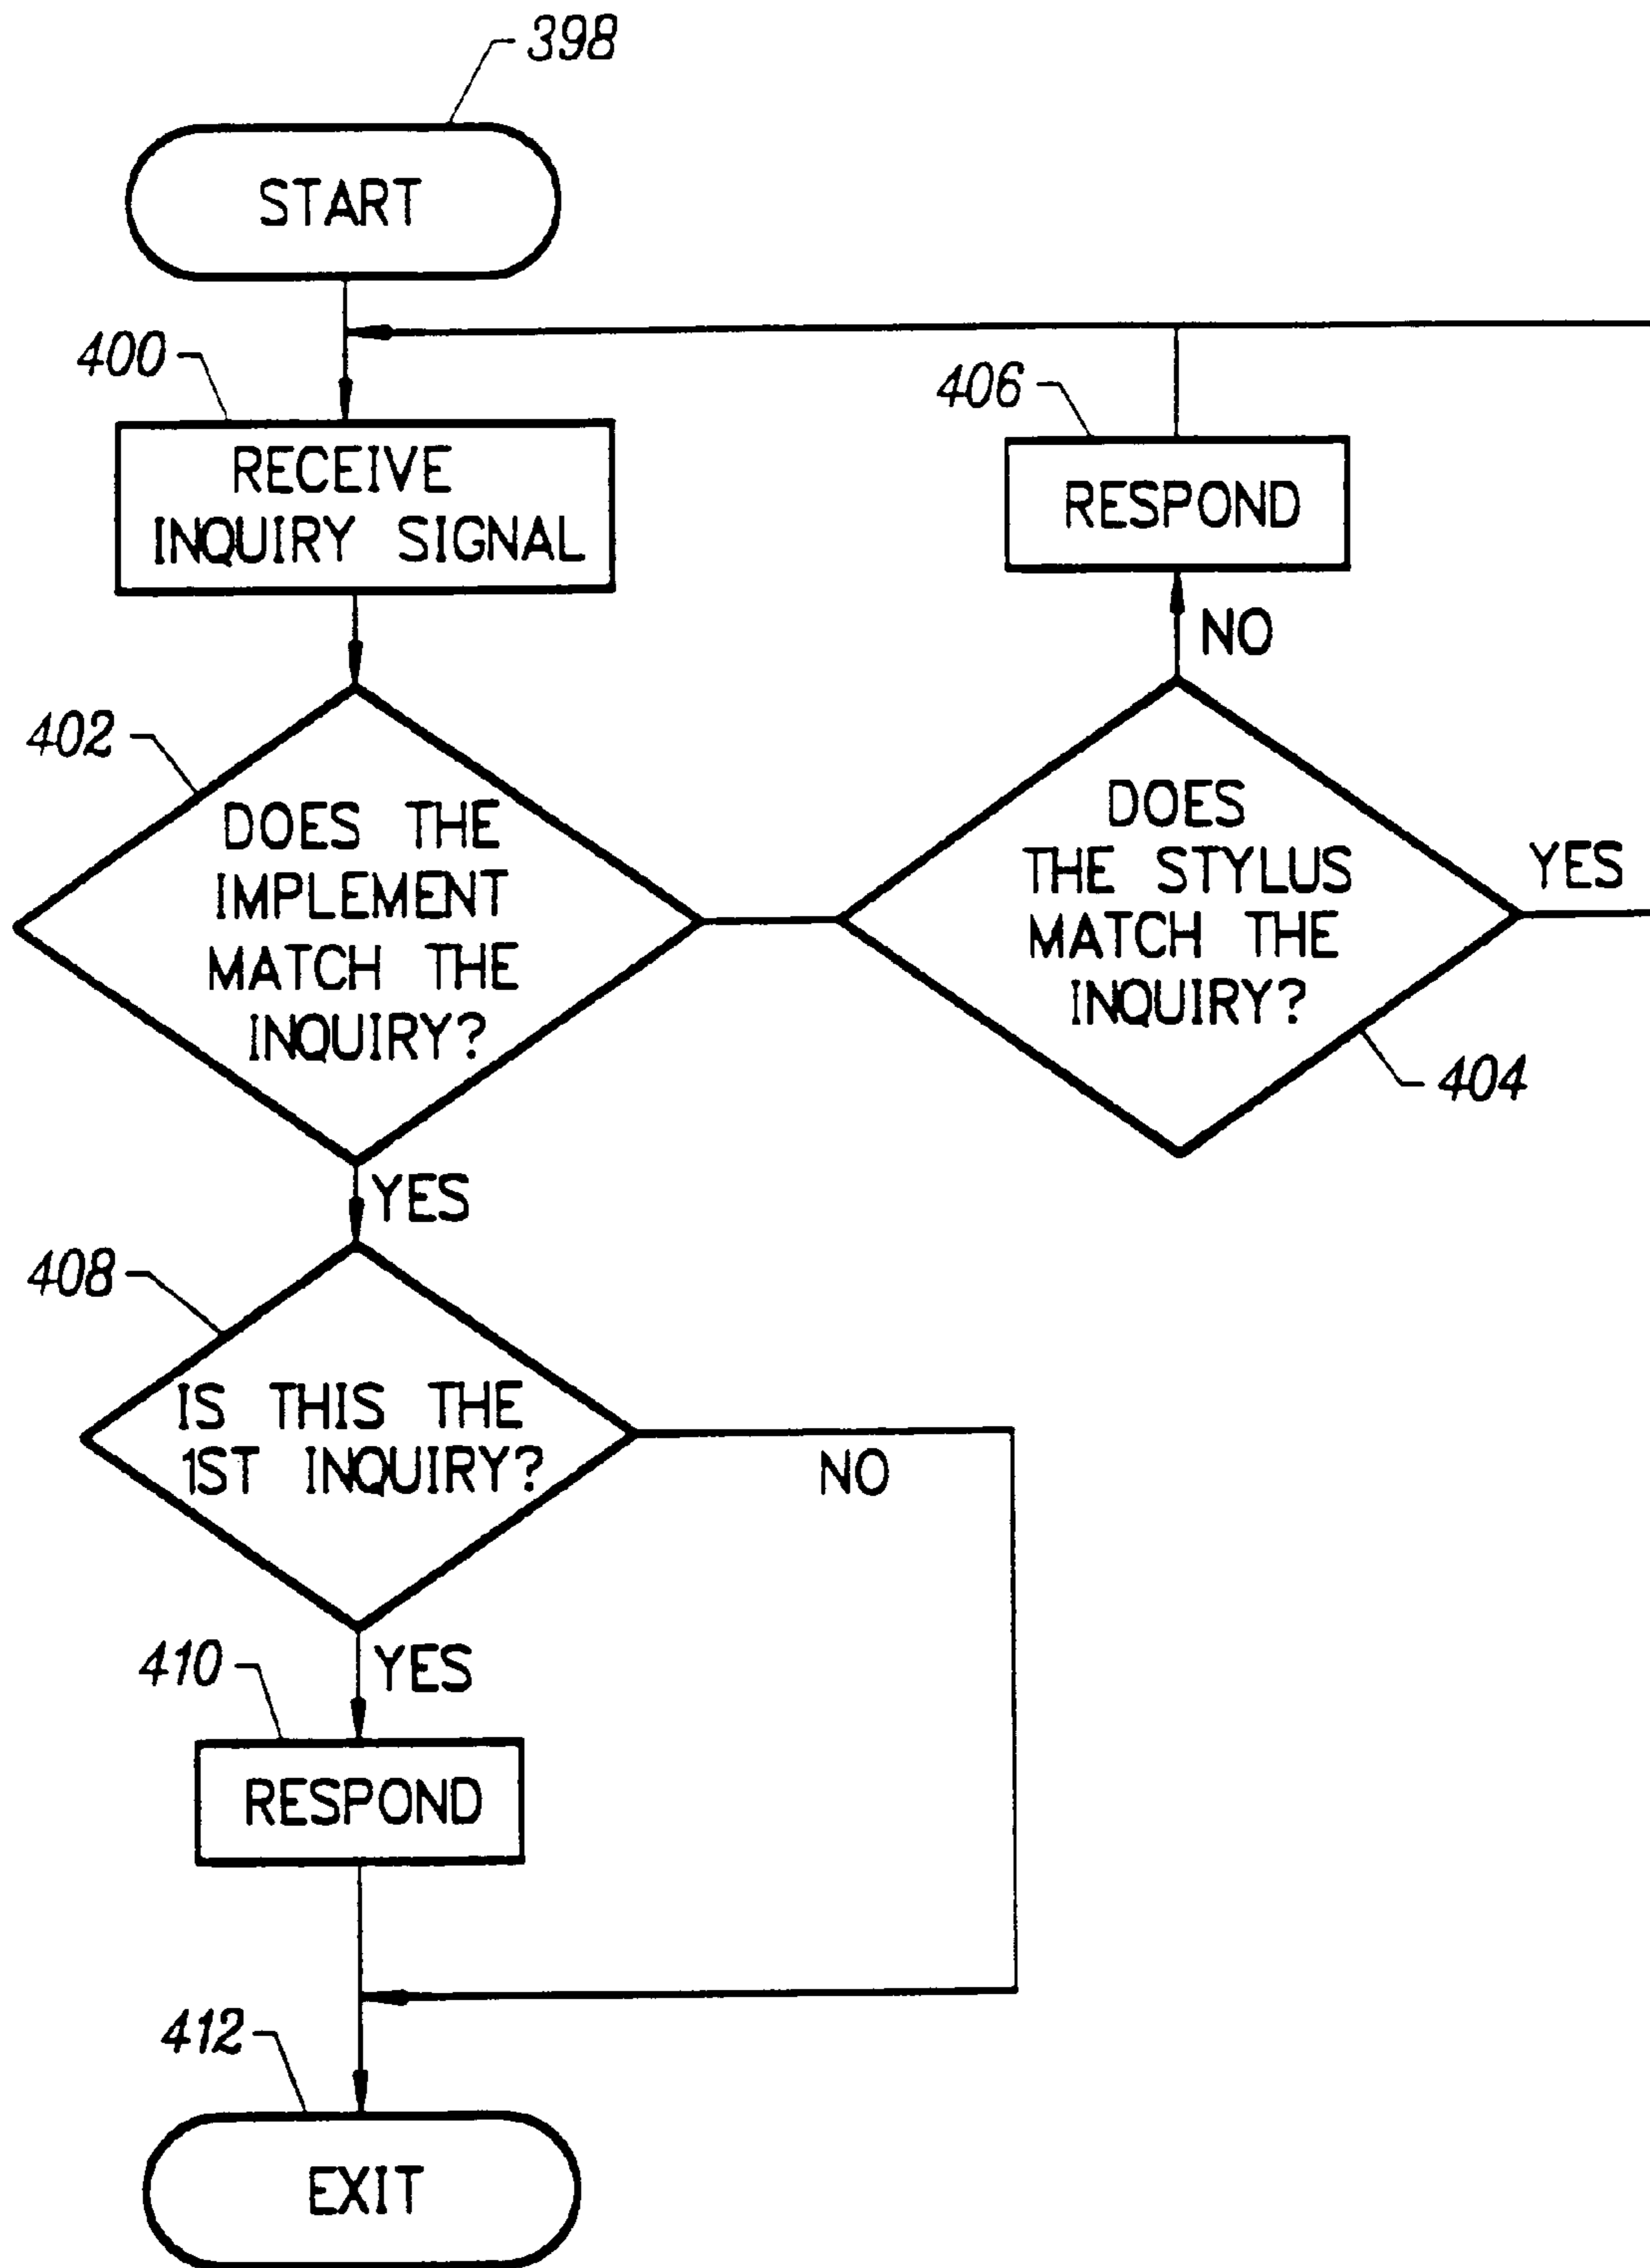 398
START
400
RECEIVE
INQUIRY SIGNAL
406
RESPOND
NO
402
DOES THE
IMPLEMENT
MATCH THE
INQUIRY?
DOES
THE STYLUS
MATCH THE
INQUIRY?
YES
404
YES
408
IS THIS THE
1ST INQUIRY?
NO
YES
410
RESPOND
412
EXIT